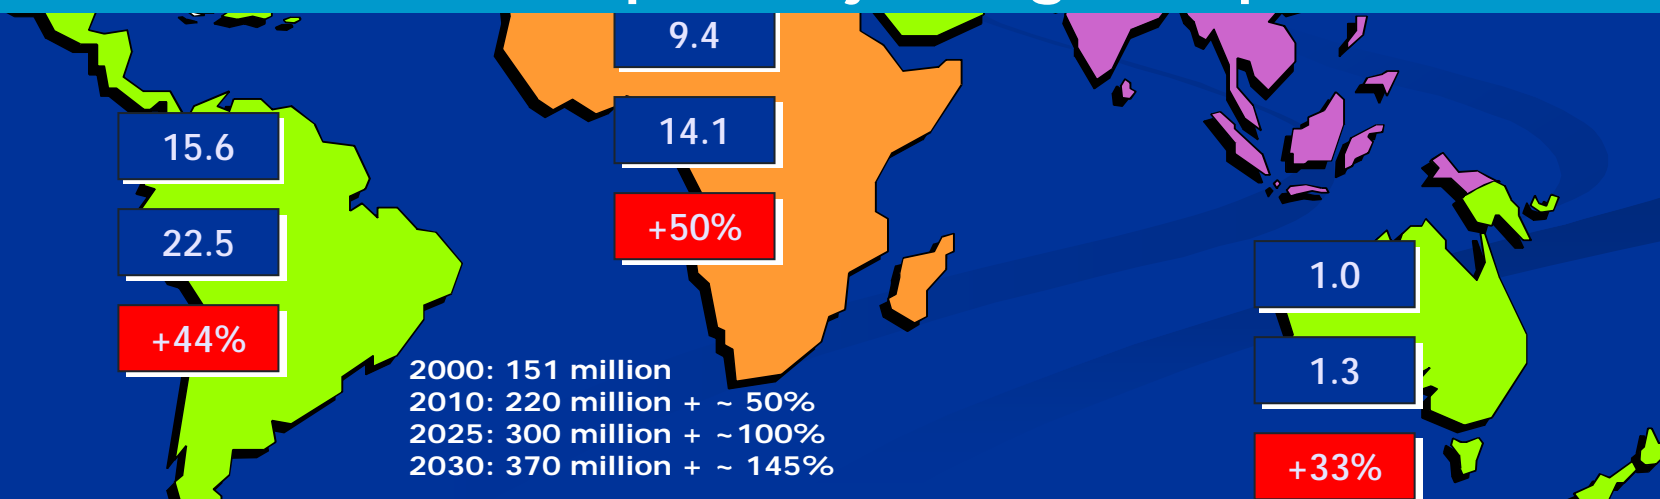 9.4
14.1
+50%
15.6
22.5
+44%
1.0
1.3
+33%
2000: 151 million
2010: 220 million + ~ 50%
2025: 300 million + ~100%
2030: 370 million + ~ 145%